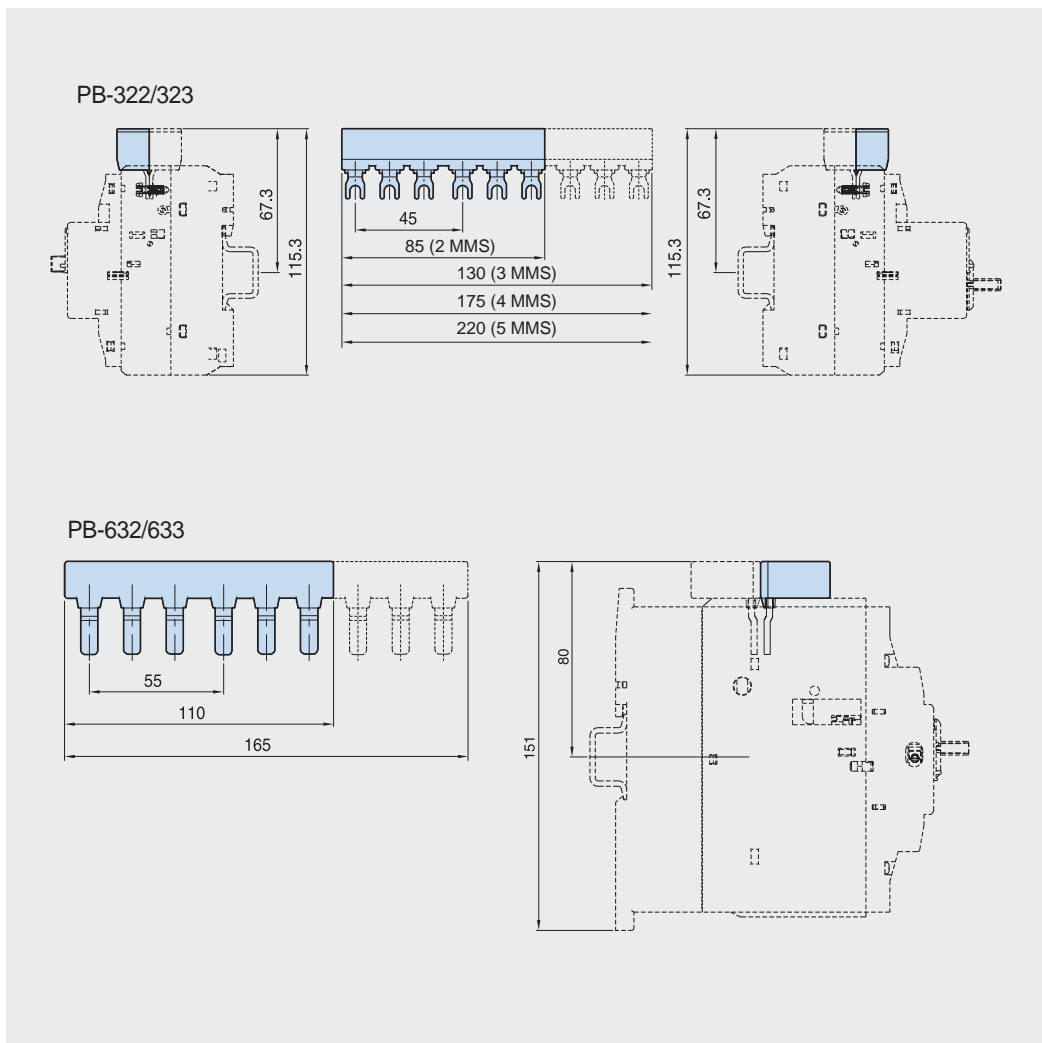 PB-322/323
67.3
115.3
45
85 (2 MMS)
130 (3 MMS)
175 (4 MMS)
220 (5 MMS)
67.3
115.3
PB-632/633
55
110
165
80
151